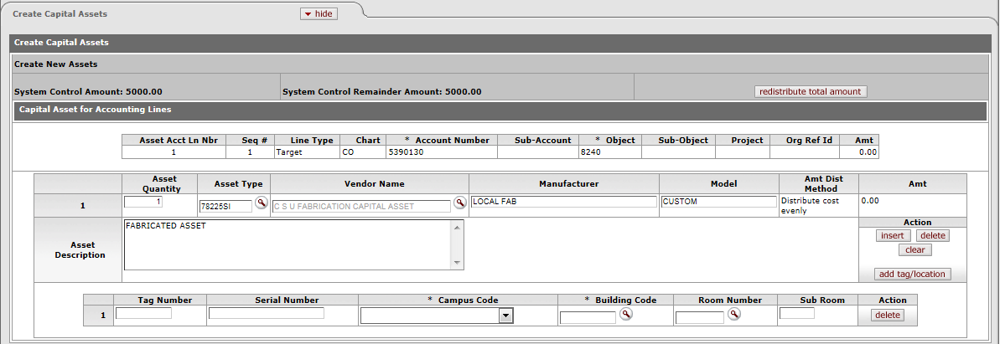 Create Capital Assets hide
Create Capital Assets
Create New Assets
System Control Amount: 5000.00 System Control Remainder Amount: 5000.00 redistribute total amount
Capital Asset for Accounting Lines
Asset Acct Ln Nbr Seq # Line Type Chart * Account Number Sub-Account * Object Sub-Object Project Org Ref Id Amt
1 1 Target CO 5390130 8240 0.00
Asset Quantity Asset Type Vendor Name Manufacturer Model Amt Dist Method Amt
1 1 78225SI C S U FABRICATION CAPITAL ASSET LOCAL FAB CUSTOM Distribute cost evenly 0.00
Asset Description FABRICATED ASSET Action
insert delete
clear
add tag/location
Tag Number Serial Number * Campus Code * Building Code Room Number Sub Room Action
1 delete